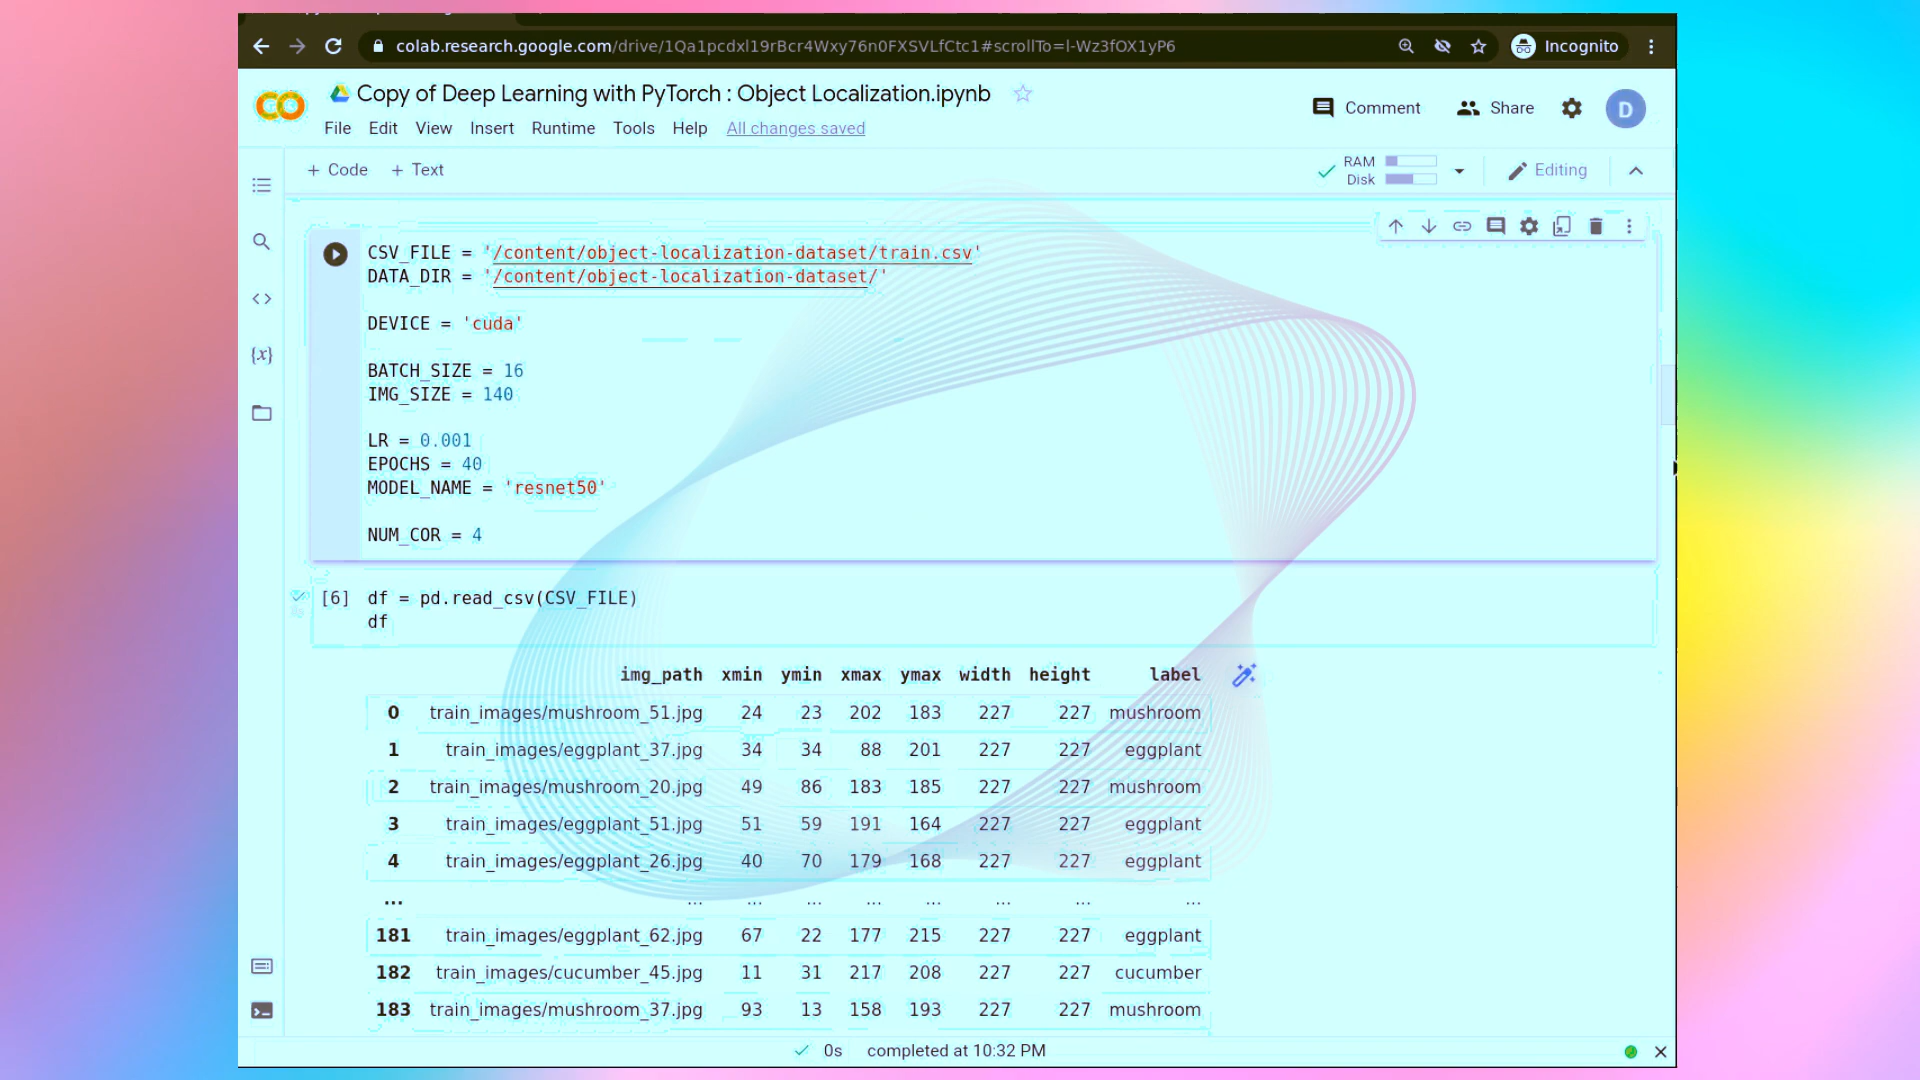 colab.research.google.com/drive/1Qa1pcdxl19rBcr4Wxy76n0FXSVLfCtc1#scrollTo=l-Wz3fOX1yP6
Incognito
Copy of Deep Learning with PyTorch : Object Localization.ipynb
Comment
Share
D
File Edit View Insert Runtime Tools Help All changes saved
+ Code + Text
RAM
Disk
Editing
CSV_FILE = '/content/object-localization-dataset/train.csv'
DATA_DIR = '/content/object-localization-dataset/'
DEVICE = 'cuda'
BATCH_SIZE = 16
IMG_SIZE = 140
LR = 0.001
EPOCHS = 40
MODEL_NAME = 'resnet50'
NUM_COR = 4
[6] df = pd.read_csv(CSV_FILE)
df
img_path xmin ymin xmax ymax width height label
0 train_images/mushroom_51.jpg 24 23 202 183 227 227 mushroom
1 train_images/eggplant_37.jpg 34 34 88 201 227 227 eggplant
2 train_images/mushroom_20.jpg 49 86 183 185 227 227 mushroom
3 train_images/eggplant_51.jpg 51 59 191 164 227 227 eggplant
4 train_images/eggplant_26.jpg 40 70 179 168 227 227 eggplant
... ... ... ... ... ... ... ... ...
181 train_images/eggplant_62.jpg 67 22 177 215 227 227 eggplant
182 train_images/cucumber_45.jpg 11 31 217 208 227 227 cucumber
183 train_images/mushroom_37.jpg 93 13 158 193 227 227 mushroom
0s completed at 10:32 PM